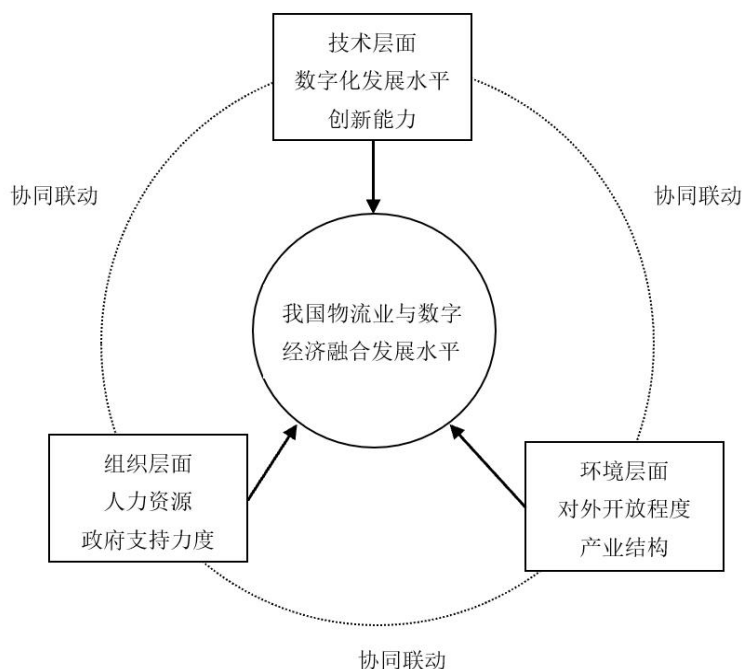 技术层面
数字化发展水平
创新能力
协同联动
协同联动
我国物流业与数字
经济融合发展水平
组织层面
人力资源
政府支持力度
环境层面
对外开放程度
产业结构
协同联动